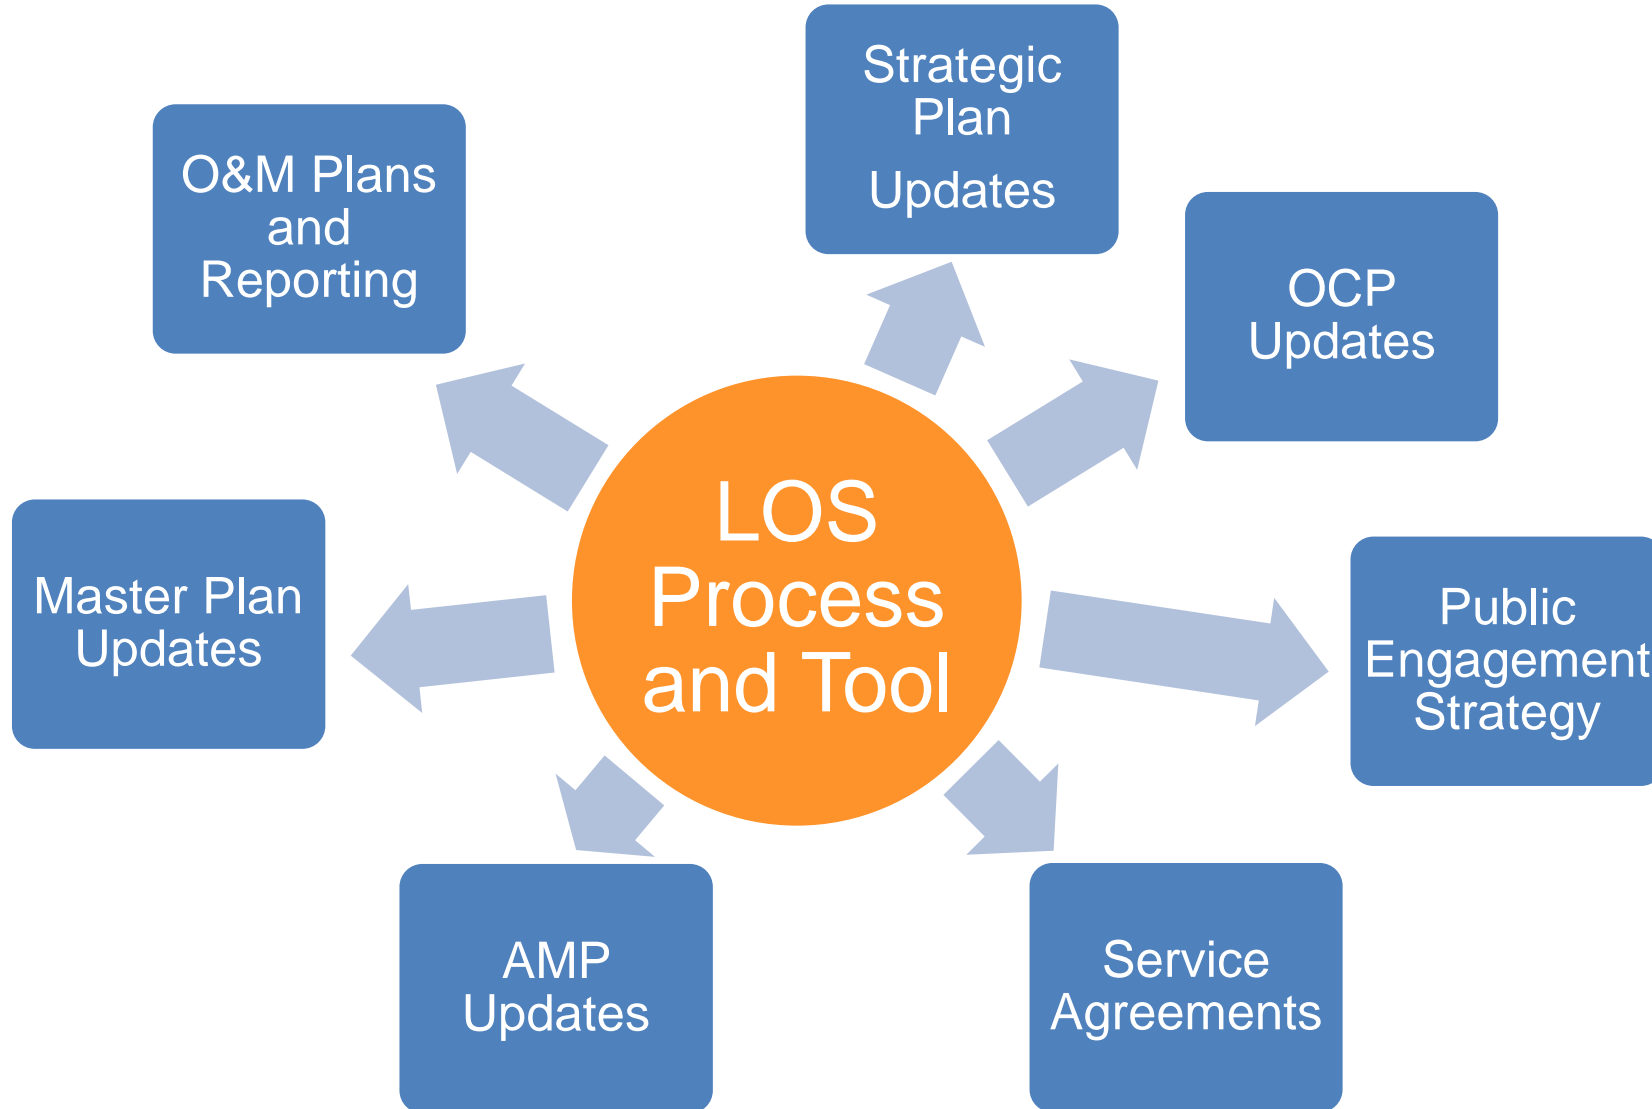 Strategic
Plan
Updates
O&M Plans
and
Reporting
OCP
Updates
LOS
Process
and Tool
Master Plan
Updates
Public
Engagement
Strategy
AMP
Updates
Service
Agreements